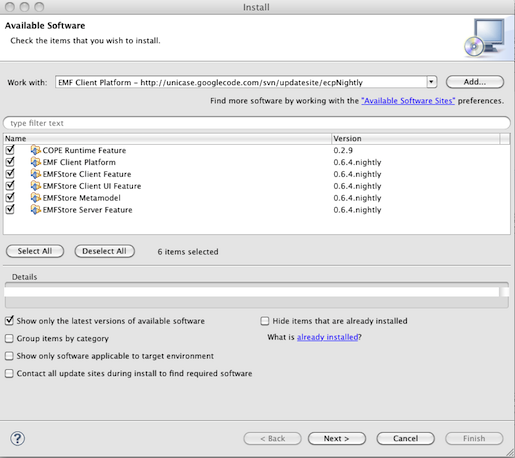 Install
Available Software
Check the items that you wish to install.
Work with: EMF Client Platform - http://unicase.googlecode.com/svn/updatesite/ecpNightly Add...
Find more software by working with the "Available Software Sites" preferences.
type filter text
Name Version
COPE Runtime Feature 0.2.9
EMF Client Platform 0.6.4.nightly
EMFStore Client Feature 0.6.4.nightly
EMFStore Client UI Feature 0.6.4.nightly
EMFStore Metamodel 0.6.4.nightly
EMFStore Server Feature 0.6.4.nightly
Select All Deselect All 6 items selected
Details
Show only the latest versions of available software Hide items that are already installed
Group items by category What is already installed?
Show only software applicable to target environment
Contact all update sites during install to find required software
? < Back Next > Cancel Finish